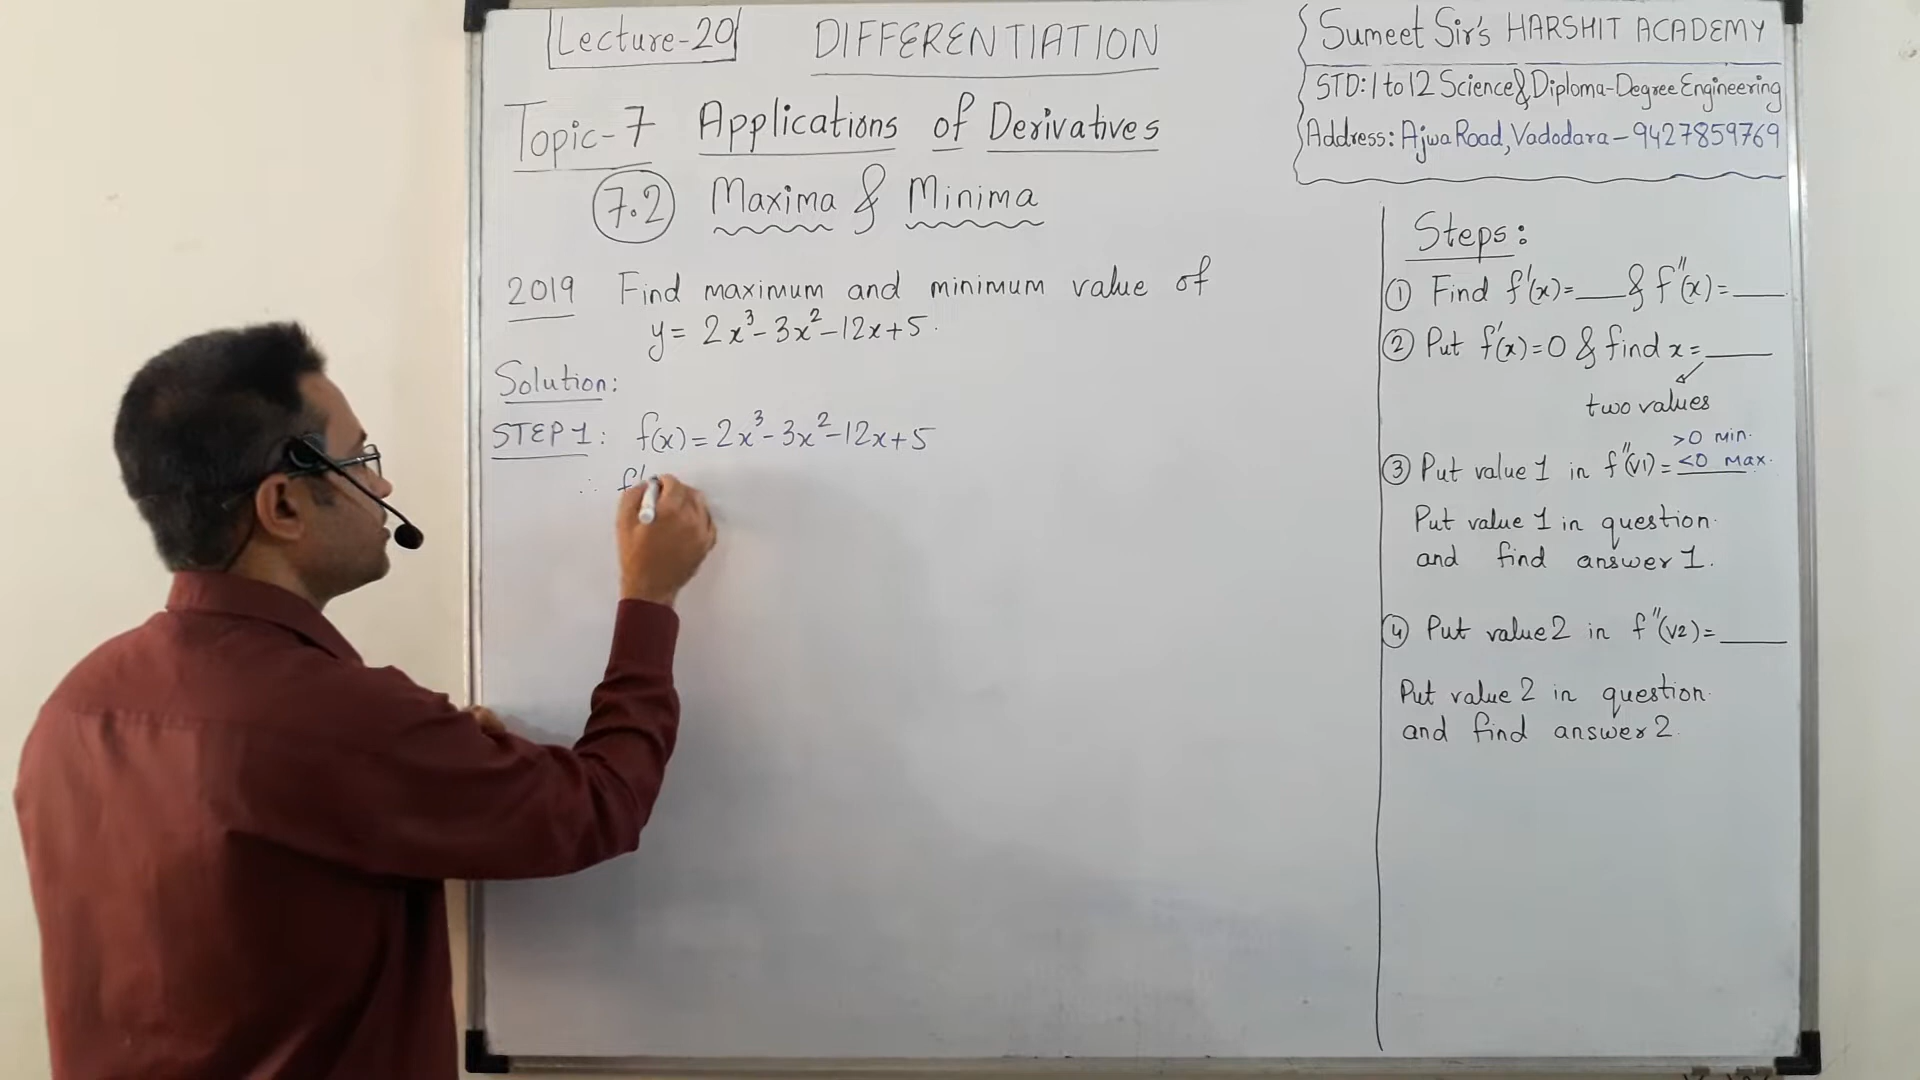 Lecture-20
DIFFERENTIATION
Topic-7 Applications of Derivatives
7.2 Maxima & Minima
2019 Find maximum and minimum value of
y= 2x³-3x²-12x+5.
Solution:
STEP 1: f(x)=2x³-3x²-12x+5
∴ f'
Sumeet Sir's HARSHIT ACADEMY
STD:1 to 12 Science & Diploma-Degree Engineering
Address: Ajwa Road, Vadodara-9427859769
Steps:
① Find f'(x)=___ & f''(x)=___.
② Put f'(x)=0 & find x=___
two values
>0 min.
③ Put value 1 in f''(v1)= <0 max.
Put value 1 in question.
and find answer 1.
④ Put value 2 in f''(v2)=___
Put value 2 in question.
and find answer 2.